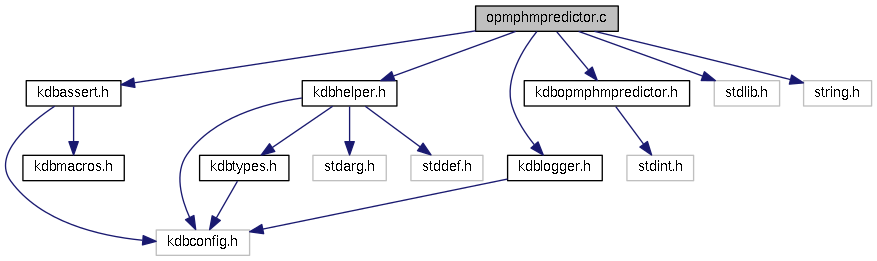 opmphmpredictor.c
kdbassert.h
kdbhelper.h
kdbopmphmpredictor.h
stdlib.h
string.h
kdbmacros.h
kdbtypes.h
stdarg.h
stddef.h
kdblogger.h
stdint.h
kdbconfig.h